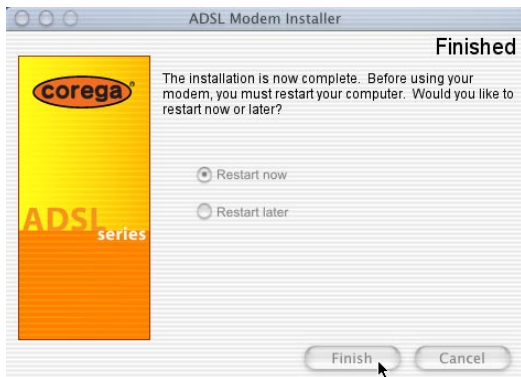 ADSL Modem Installer
Finished
corega
The installation is now complete. Before using your
modem, you must restart your computer. Would you like to
restart now or later?
Restart now
Restart later
ADSL
series
Finish
Cancel